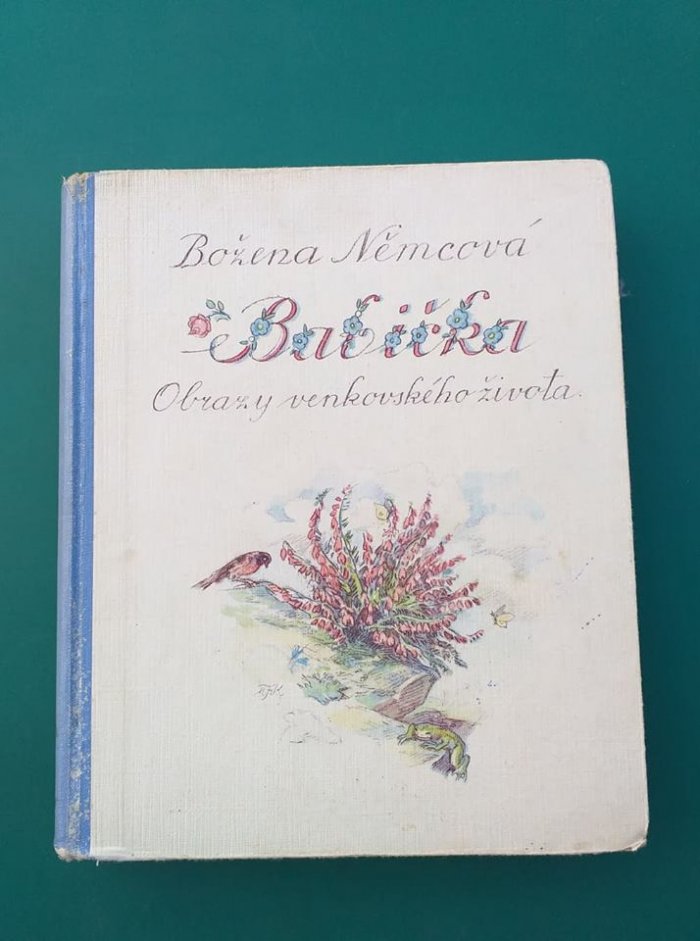 Božena Němcová
Babička
Obrazy venkovského života.